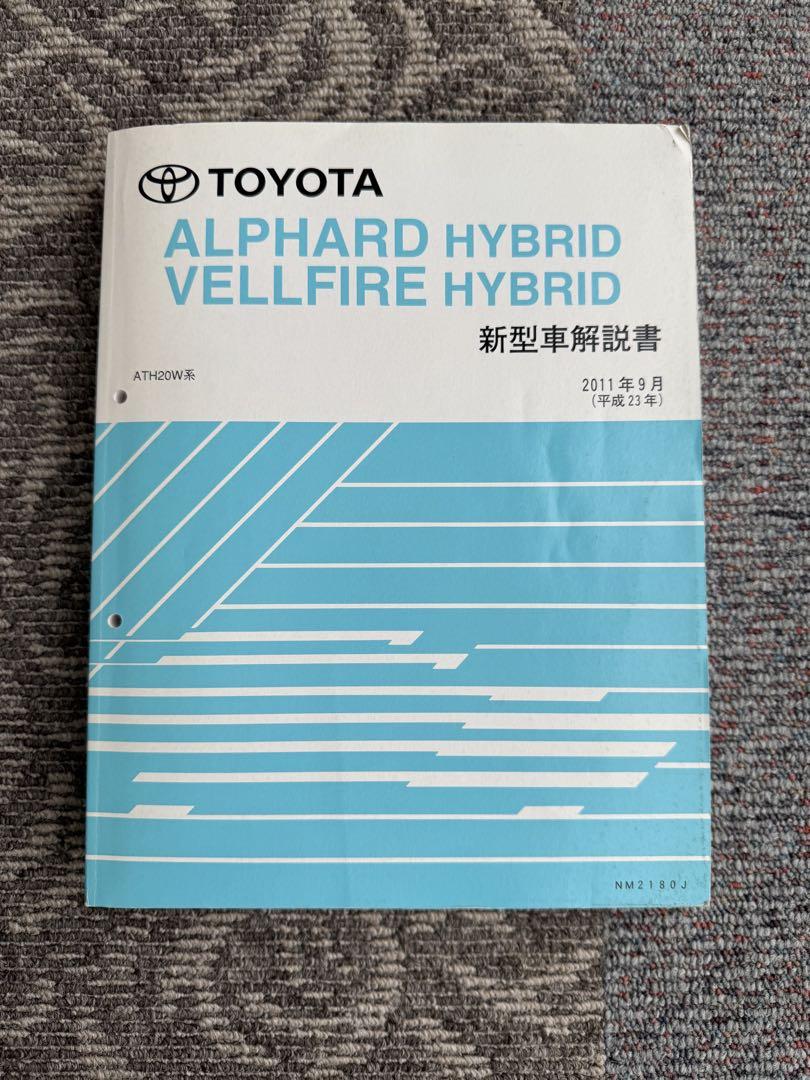 TOYOTA
ALPHARD HYBRID
VELLFIRE HYBRID
新型車解説書
ATH20W系
2011年9月
(平成23年)
NM2180J